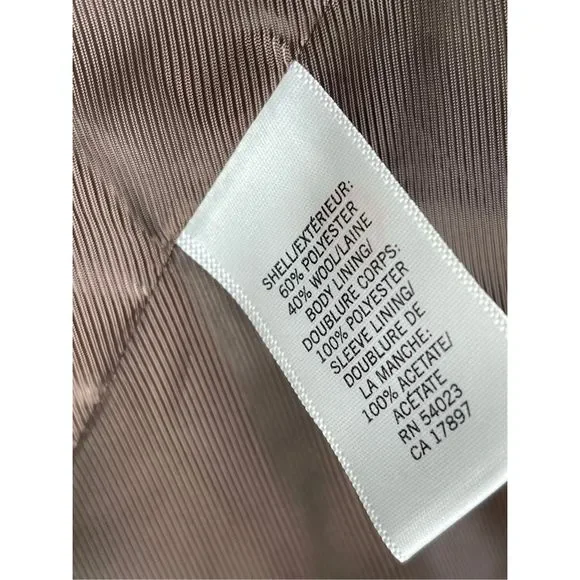 SHELL/EXTÉRIEUR:
60% POLYESTER
40% WOOL/LAINE
BODY LINING/
DOUBLURE CORPS:
100% POLYESTER
SLEEVE LINING/
DOUBLURE DE
LA MANCHE:
100% ACETATE/
ACÉTATE
RN 54023
CA 17897